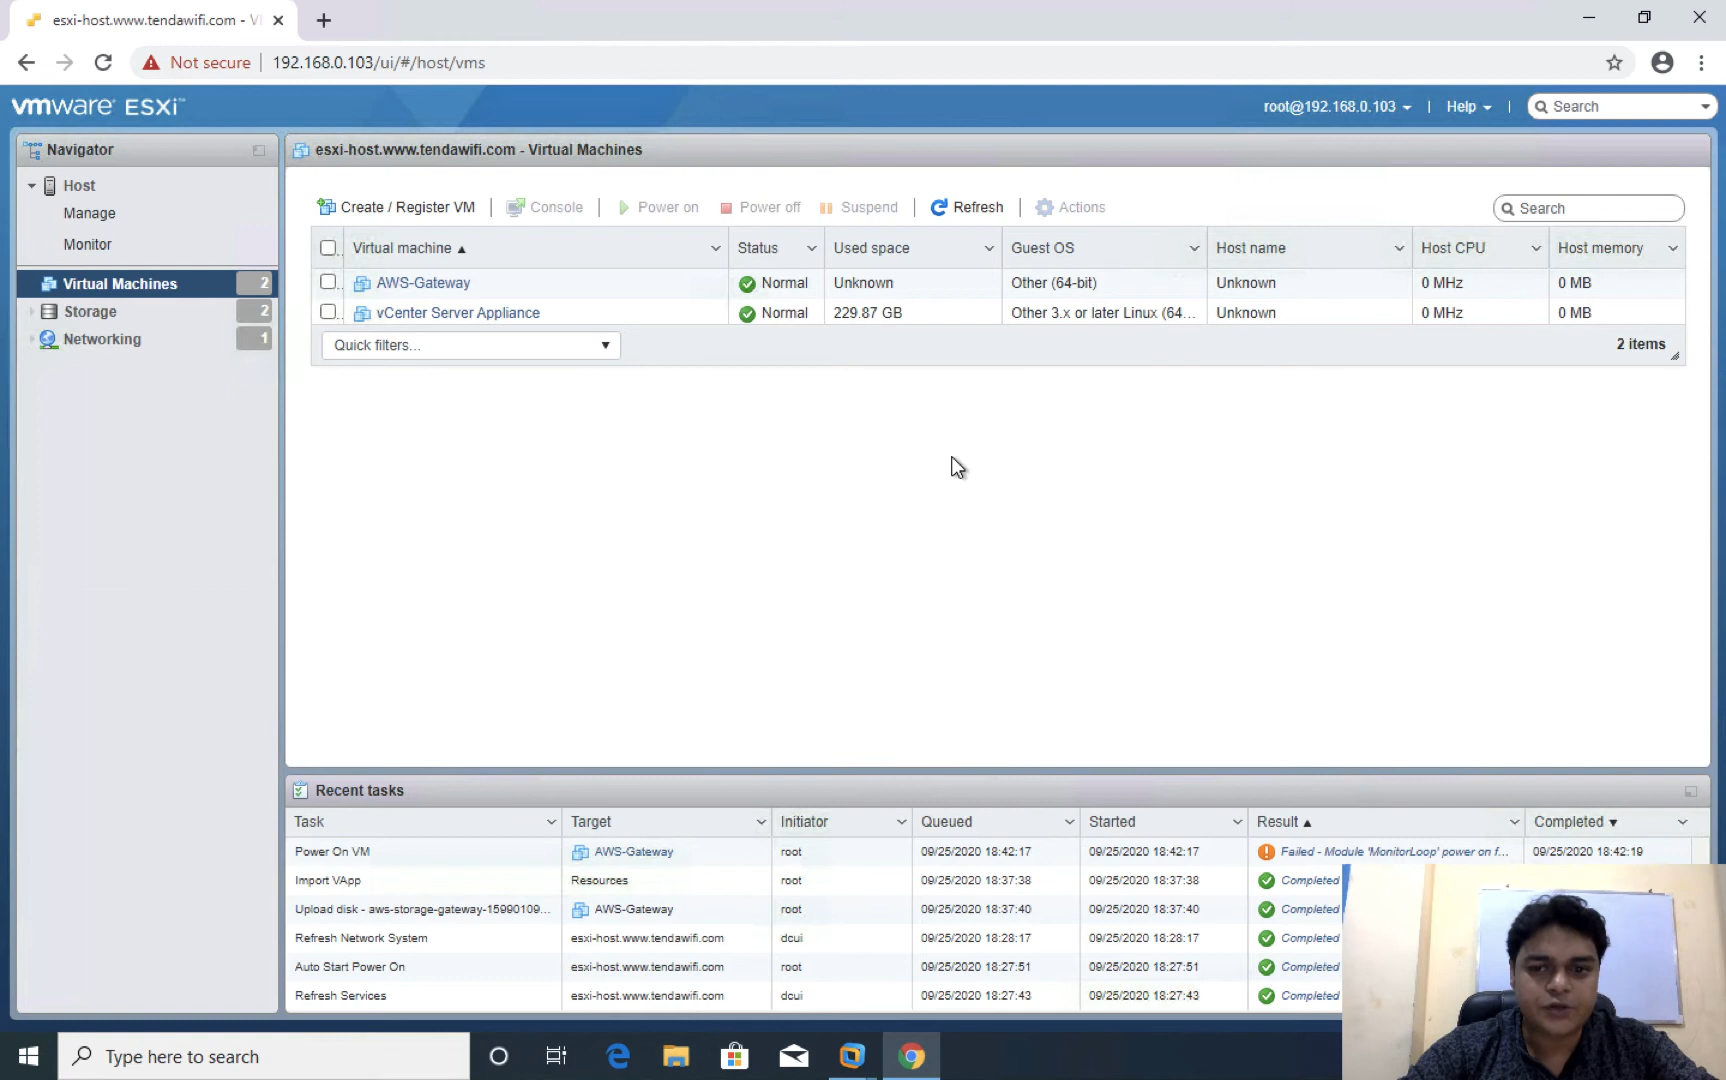 esxi-host.www.tendawifi.com - V
Not secure
192.168.0.103/ui/#/host/vms
vmware ESXi
root@192.168.0.103
Help
Search
Navigator
Host
Manage
Monitor
Virtual Machines 2
Storage 2
Networking 1
esxi-host.www.tendawifi.com - Virtual Machines
Create / Register VM
Console
Power on
Power off
Suspend
Refresh
Actions
Search
Virtual machine Status Used space Guest OS Host name Host CPU Host memory
AWS-Gateway Normal Unknown Other (64-bit) Unknown 0 MHz 0 MB
vCenter Server Appliance Normal 229.87 GB Other 3.x or later Linux (64... Unknown 0 MHz 0 MB
Quick filters...
2 items
Recent tasks
Task Target Initiator Queued Started Result Completed
Power On VM AWS-Gateway root 09/25/2020 18:42:17 09/25/2020 18:42:17 Failed - Module 'MonitorLoop' power on f... 09/25/2020 18:42:19
Import VApp Resources root 09/25/2020 18:37:38 09/25/2020 18:37:38 Completed
Upload disk - aws-storage-gateway-15990109... AWS-Gateway root 09/25/2020 18:37:40 09/25/2020 18:37:40 Completed
Refresh Network System esxi-host.www.tendawifi.com dcui 09/25/2020 18:28:17 09/25/2020 18:28:17 Completed
Auto Start Power On esxi-host.www.tendawifi.com root 09/25/2020 18:27:51 09/25/2020 18:27:51 Completed
Refresh Services esxi-host.www.tendawifi.com dcui 09/25/2020 18:27:43 09/25/2020 18:27:43 Completed
Type here to search